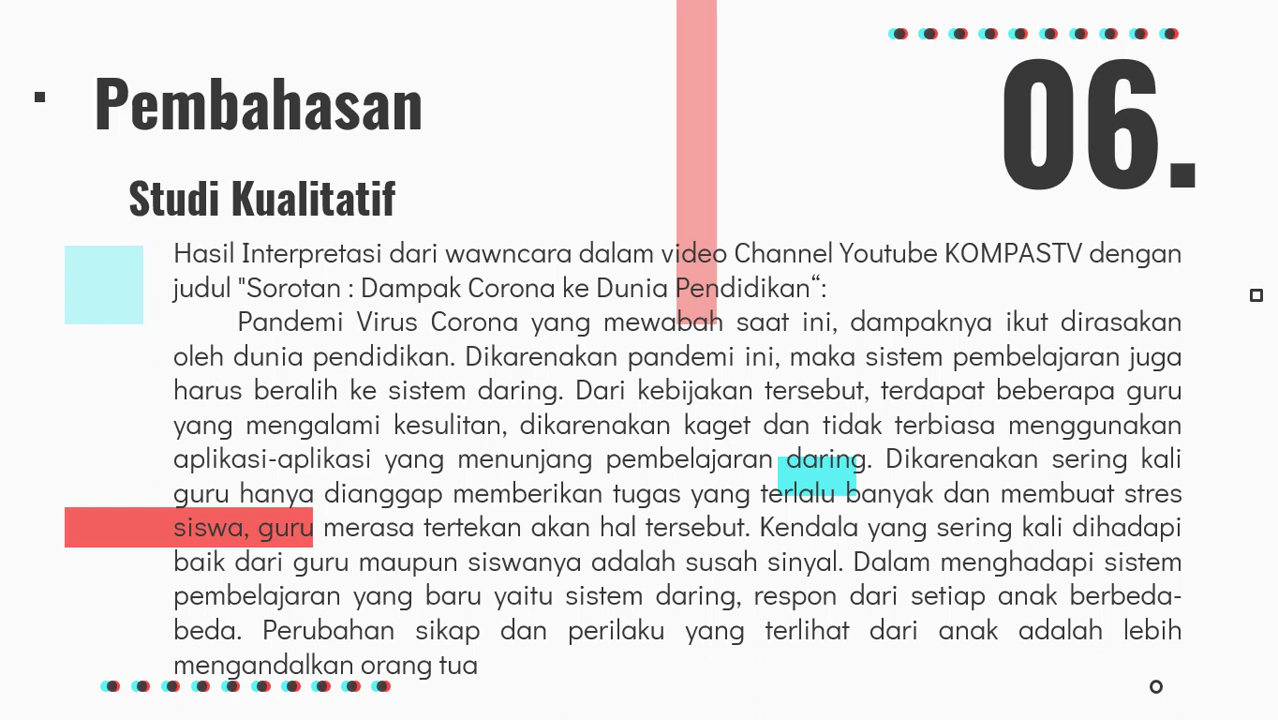 Pembahasan
06.
Studi Kualitatif
Hasil Interpretasi dari wawncara dalam video Channel Youtube KOMPASTV dengan
judul "Sorotan : Dampak Corona ke Dunia Pendidikan“:
Pandemi Virus Corona yang mewabah saat ini, dampaknya ikut dirasakan
oleh dunia pendidikan. Dikarenakan pandemi ini, maka sistem pembelajaran juga
harus beralih ke sistem daring. Dari kebijakan tersebut, terdapat beberapa guru
yang mengalami kesulitan, dikarenakan kaget dan tidak terbiasa menggunakan
aplikasi-aplikasi yang menunjang pembelajaran daring. Dikarenakan sering kali
guru hanya dianggap memberikan tugas yang terlalu banyak dan membuat stres
siswa, guru merasa tertekan akan hal tersebut. Kendala yang sering kali dihadapi
baik dari guru maupun siswanya adalah susah sinyal. Dalam menghadapi sistem
pembelajaran yang baru yaitu sistem daring, respon dari setiap anak berbeda-
beda. Perubahan sikap dan perilaku yang terlihat dari anak adalah lebih
mengandalkan orang tua